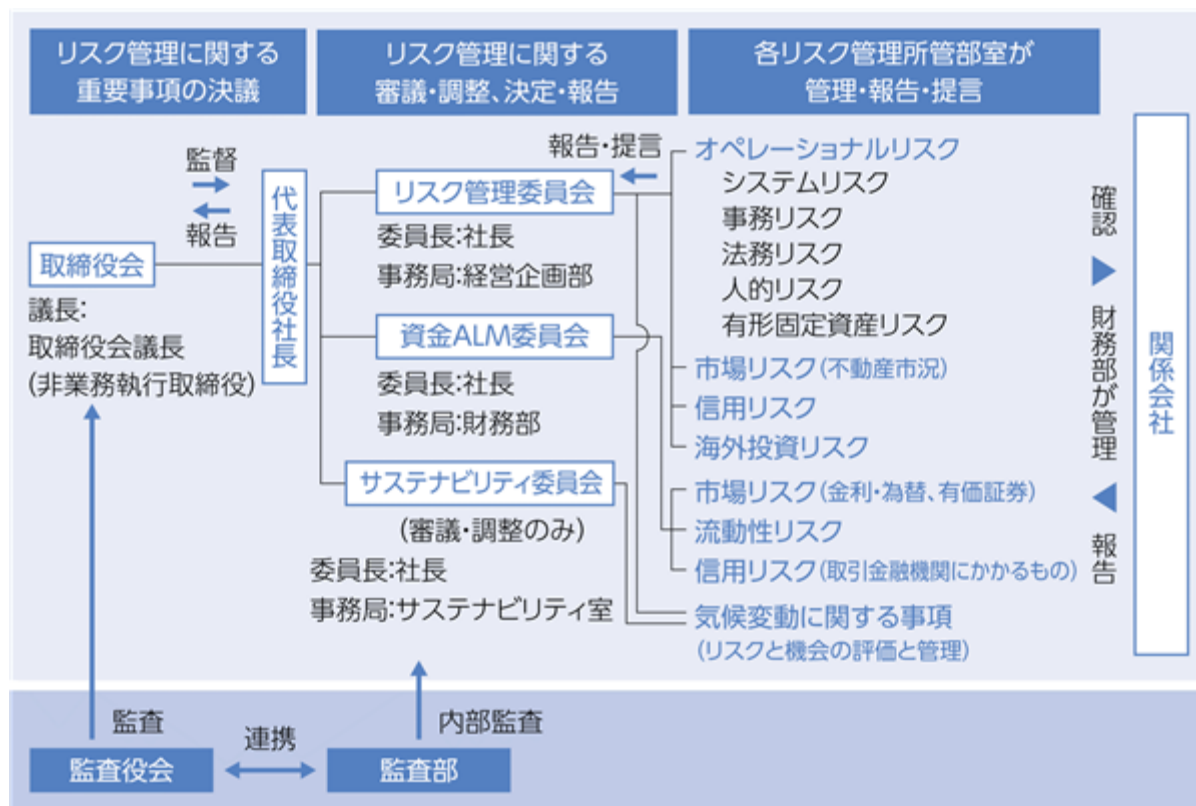 リスク管理に関する
重要事項の決議
リスク管理に関する
審議・調整、決定・報告
各リスク管理所管部室が
管理・報告・提言
監督
報告
取締役会
議長:
取締役会議長
(非業務執行取締役)
代表取締役社長
報告・提言
リスク管理委員会
委員長:社長
事務局:経営企画部
資金ALM委員会
委員長:社長
事務局:財務部
サステナビリティ委員会
(審議・調整のみ)
委員長:社長
事務局:サステナビリティ室
オペレーショナルリスク
システムリスク
事務リスク
法務リスク
人的リスク
有形固定資産リスク
市場リスク(不動産市況)
信用リスク
海外投資リスク
市場リスク(金利・為替、有価証券)
流動性リスク
信用リスク(取引金融機関にかかるもの)
気候変動に関する事項
(リスクと機会の評価と管理)
確認
財務部が管理
報告
関係会社
監査
内部監査
監査役会
連携
監査部